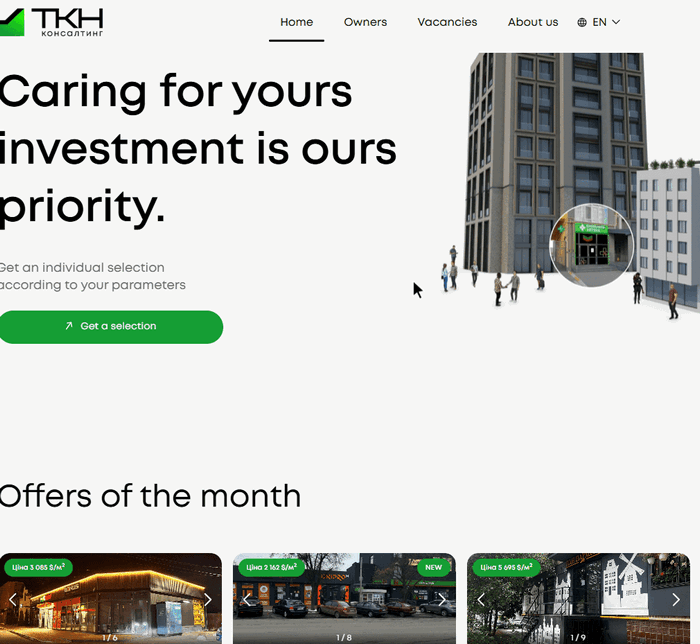 ТКН
КОНСАЛТИНГ
Home
Owners
Vacancies
About us
EN
Caring for yours
investment is ours
priority.
Get an individual selection
according to your parameters
Get a selection
Offers of the month
Ціна 3 085 $/м²
1 / 6
Ціна 2 162 $/м²
NEW
1 / 8
Ціна 5 695 $/м²
1 / 9